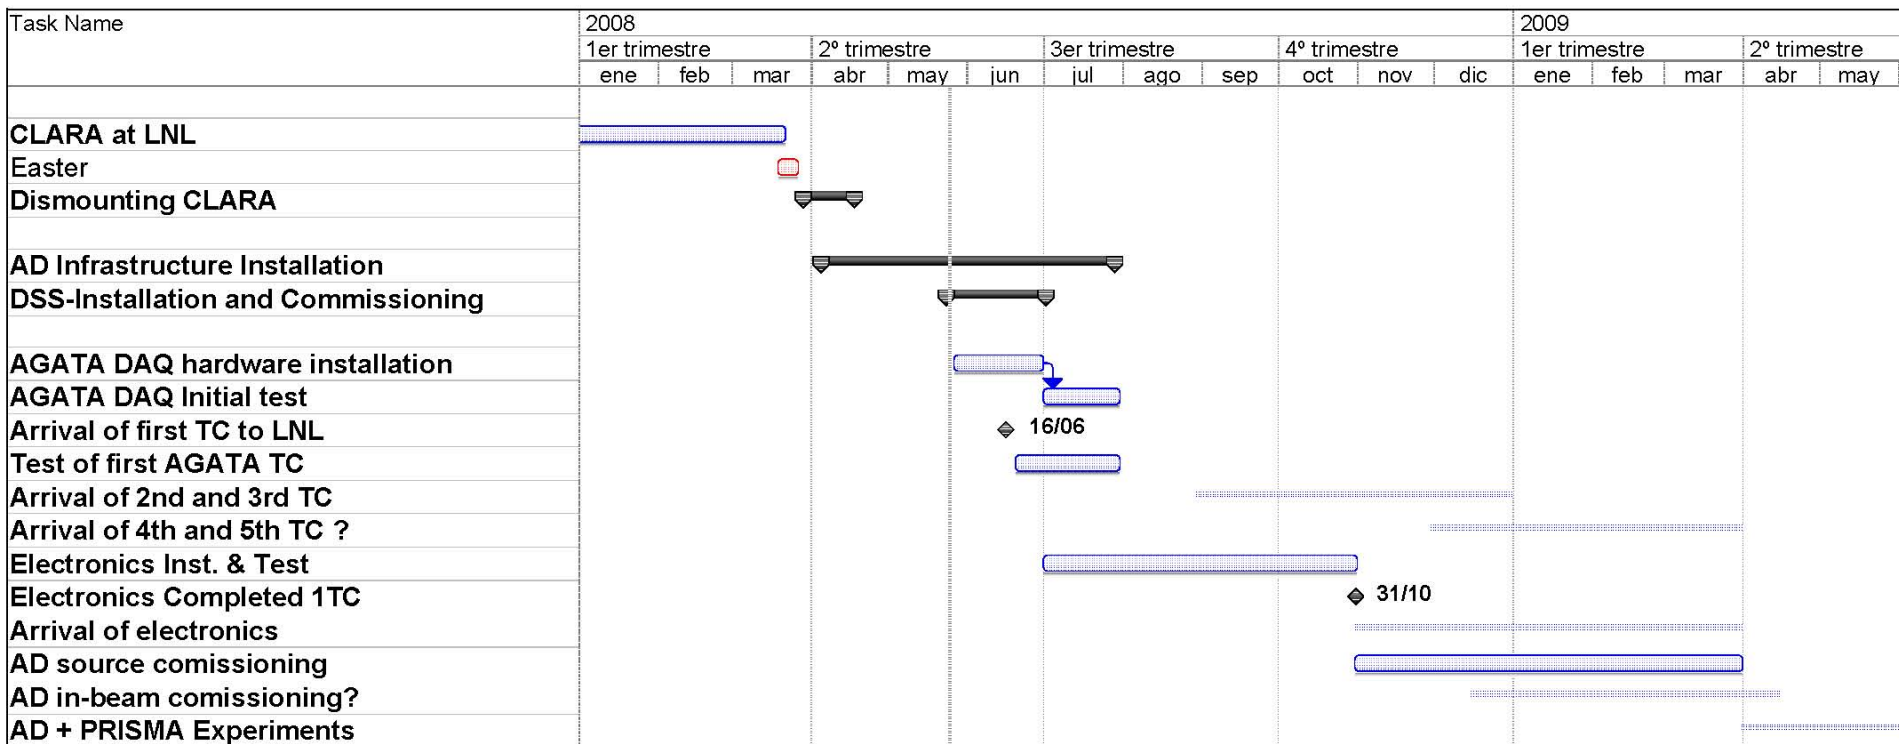 Task Name 2008 2009
1er trimestre 2º trimestre 3er trimestre 4º trimestre 1er trimestre 2º trimestre
ene feb mar abr may jun jul ago sep oct nov dic ene feb mar abr may
CLARA at LNL
Easter
Dismounting CLARA
AD Infrastructure Installation
DSS-Installation and Commissioning
AGATA DAQ hardware installation
AGATA DAQ Initial test
Arrival of first TC to LNL 16/06
Test of first AGATA TC
Arrival of 2nd and 3rd TC
Arrival of 4th and 5th TC ?
Electronics Inst. & Test
Electronics Completed 1TC 31/10
Arrival of electronics
AD source comissioning
AD in-beam comissioning?
AD + PRISMA Experiments